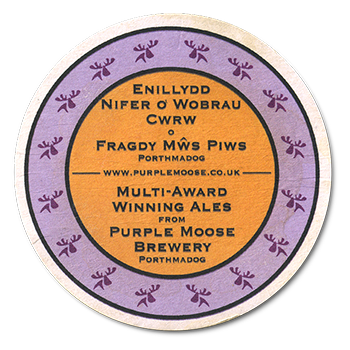 Enillydd
Nifer o Wobrau
Cwrw
o
Fragdy Mŵs Piws
Porthmadog
www.purplemoose.co.uk
Multi-Award
Winning Ales
from
Purple Moose
Brewery
Porthmadog